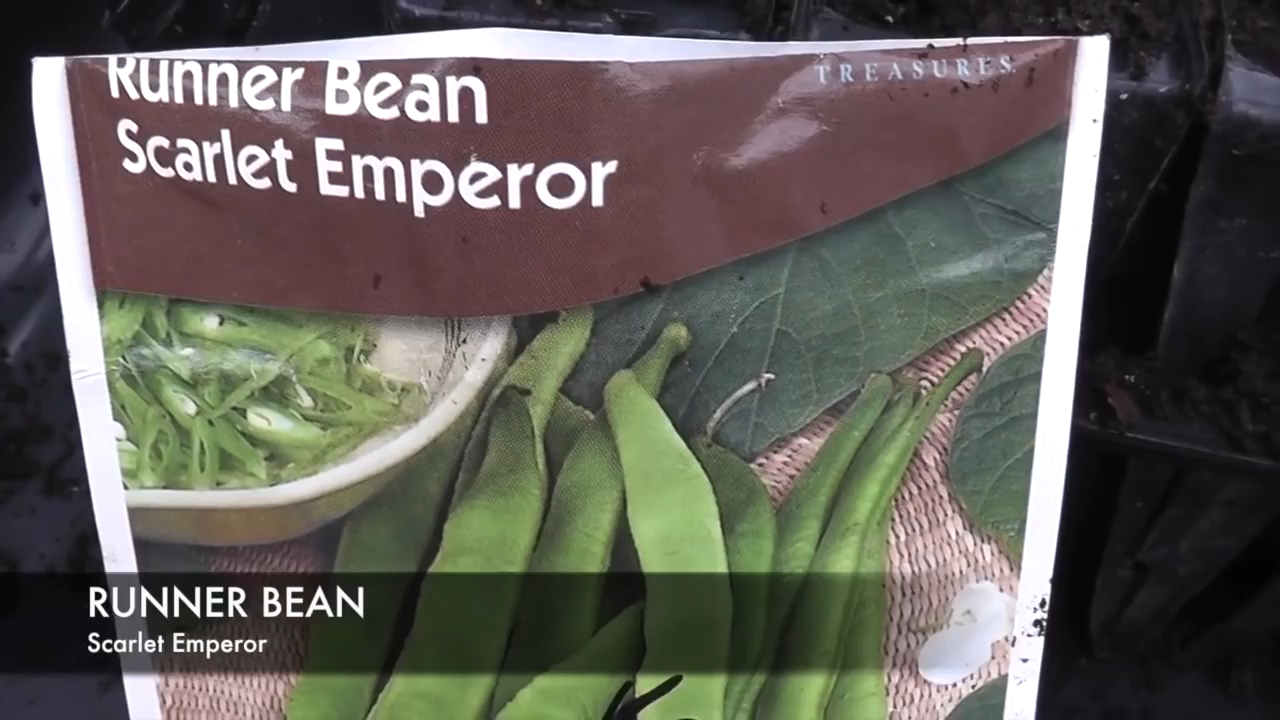 TREASURES
Runner Bean
Scarlet Emperor
RUNNER BEAN
Scarlet Emperor